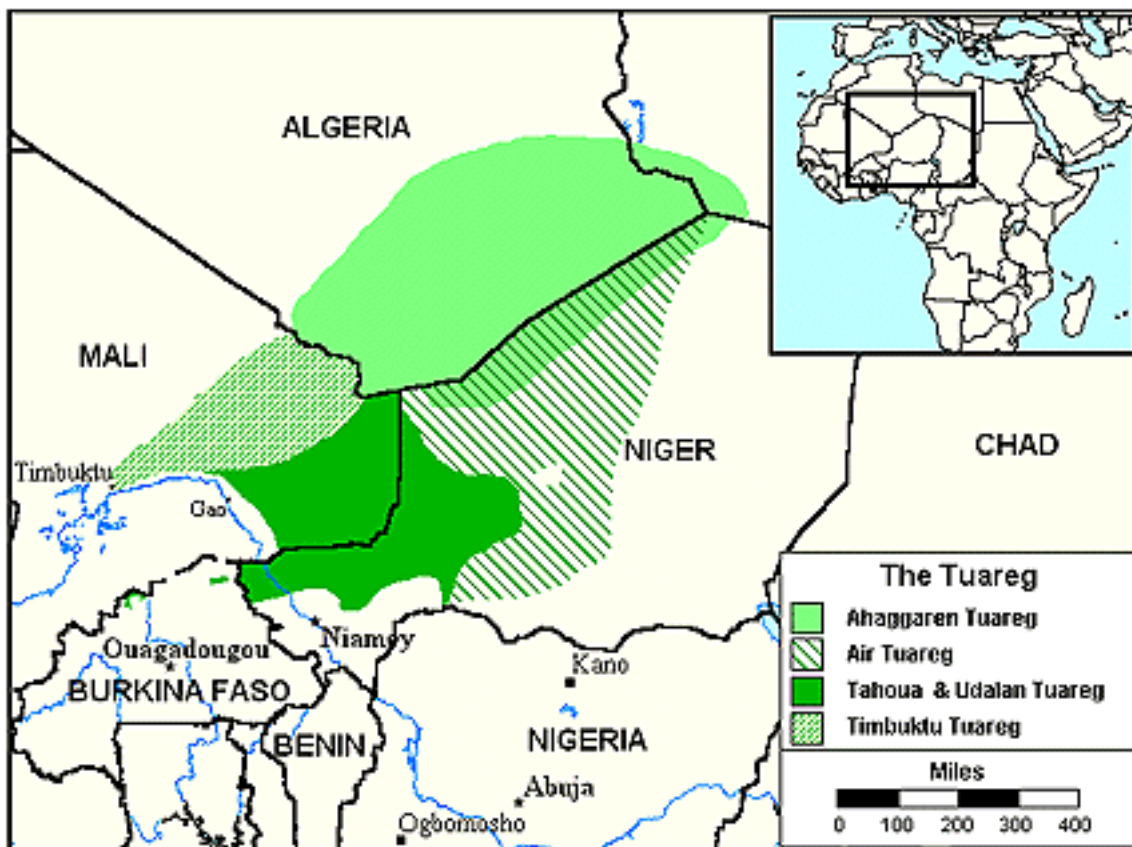 ALGERIA
MALI
NIGER
CHAD
Timbuktu
Gao
Niamey
Ouagadougou
BURKINA FASO
Kano
BENIN
NIGERIA
Abuja
Ogbomosho
The Tuareg
Ahaggaren Tuareg
Air Tuareg
Tahoua & Udalan Tuareg
Timbuktu Tuareg
Miles
0 100 200 300 400